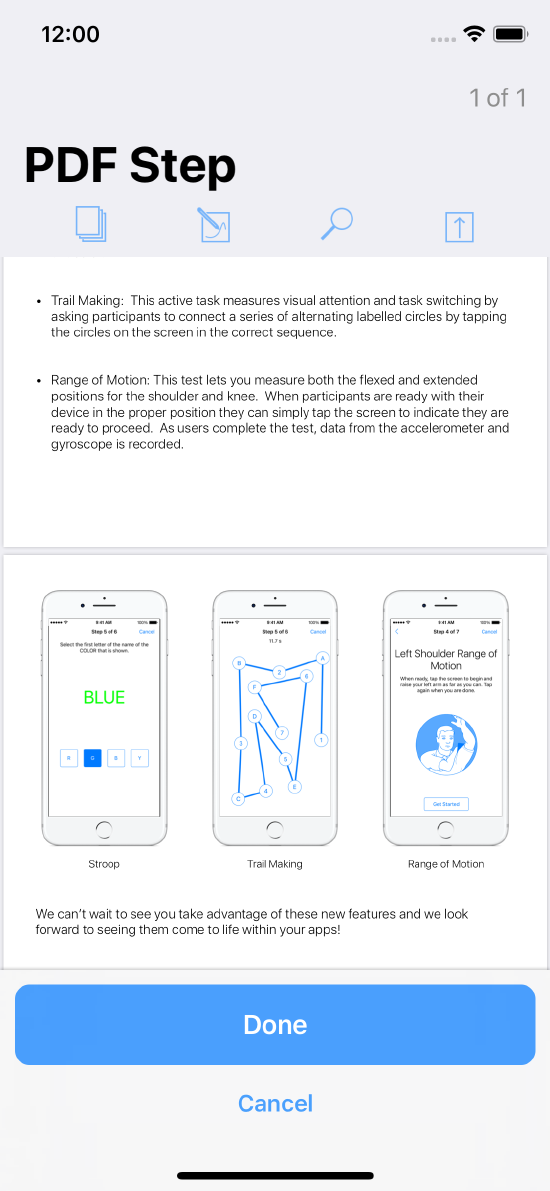 12:00
1 of 1
PDF Step
• Trail Making:  This active task measures visual attention and task switching by
asking participants to connect a series of alternating labelled circles by tapping
the circles on the screen in the correct sequence.
• Range of Motion: This test lets you measure both the flexed and extended
positions for the shoulder and knee.  When participants are ready with their
device in the proper position they can simply tap the screen to indicate they are
ready to proceed.  As users complete the test, data from the accelerometer and
gyroscope is recorded.
9:41 AM 100%
Step 5 of 6 Cancel
Select the first letter of the name of the
COLOR that is shown.
BLUE
R G B Y
Stroop
9:41 AM 100%
Step 5 of 6 Cancel
11.7 s
A
B
2
6
F
D
7
3
1
5
E
4
C
Trail Making
9:41 AM 100%
Step 4 of 7 Cancel
Left Shoulder Range of
Motion
When ready, tap the screen to begin and
raise your left arm as far as you can. Tap
again when you are done.
Get Started
Range of Motion
We can’t wait to see you take advantage of these new features and we look
forward to seeing them come to life within your apps!
Done
Cancel